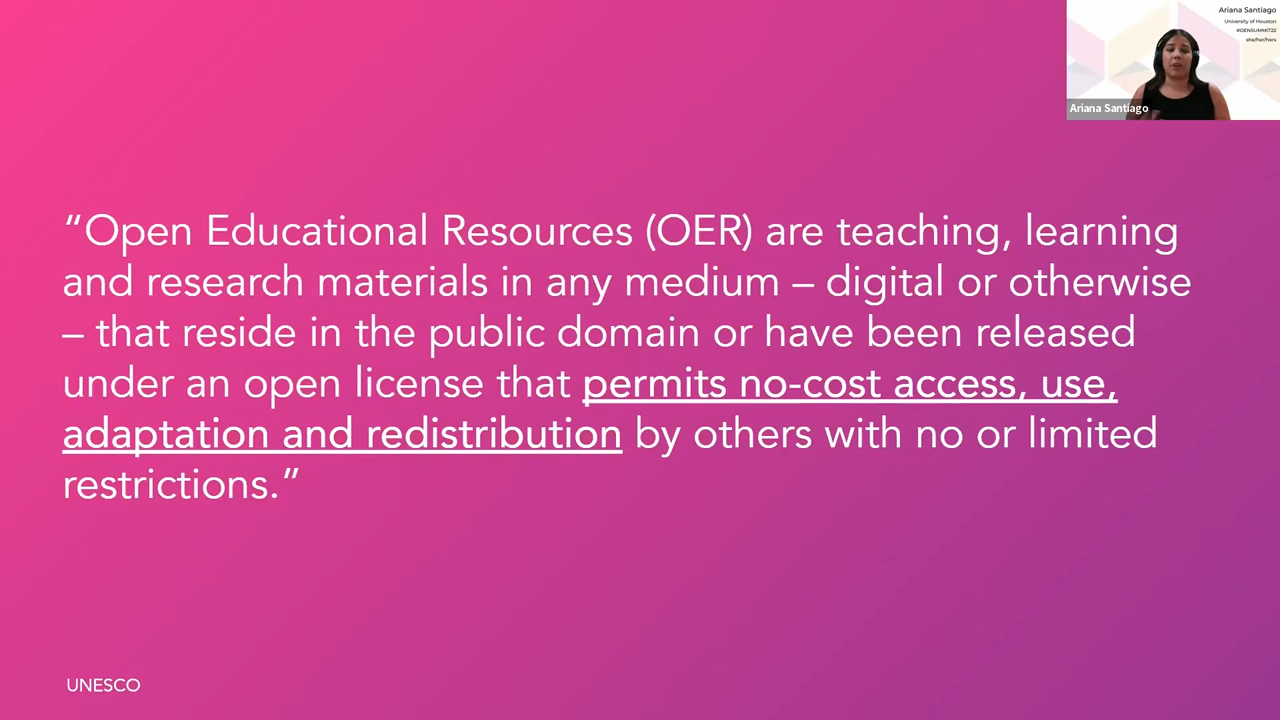 Ariana Santiago
University of Houston
#OENSUMMIT22
she/her/hers
Ariana Santiago
“Open Educational Resources (OER) are teaching, learning
and research materials in any medium – digital or otherwise
– that reside in the public domain or have been released
under an open license that permits no-cost access, use,
adaptation and redistribution by others with no or limited
restrictions.”
UNESCO